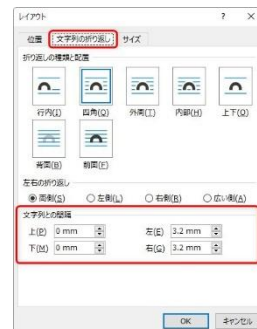 レイアウト ? ×
位置 文字列の折り返し サイズ
折り返しの種類と配置
行内(I) 四角(Q) 外周(T) 内部(H) 上下(O)
背面(B) 前面(F)
左右の折り返し
両側(S) 左側(L) 右側(R) 広い側(A)
文字列との間隔
上(P) 0 mm 左(E) 3.2 mm
下(M) 0 mm 右(G) 3.2 mm
OK キャンセル